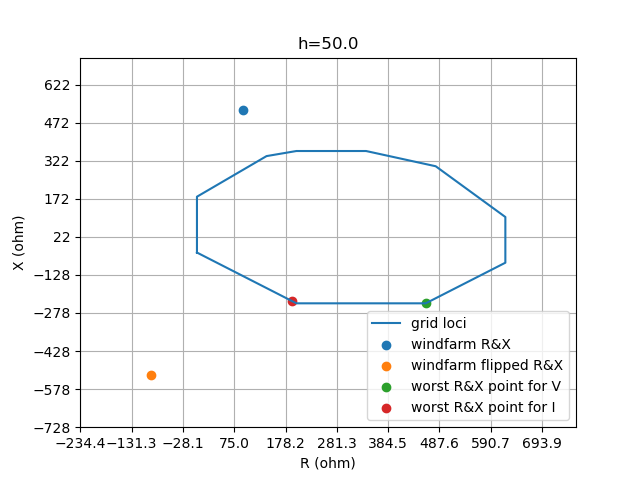 h=50.0
622
472
322
172
22
−128
−278
−428
−578
−728
X (ohm)
grid loci
windfarm R&X
windfarm flipped R&X
worst R&X point for V
worst R&X point for I
−234.4 −131.3 −28.1 75.0 178.2 281.3 384.5 487.6 590.7 693.9
R (ohm)